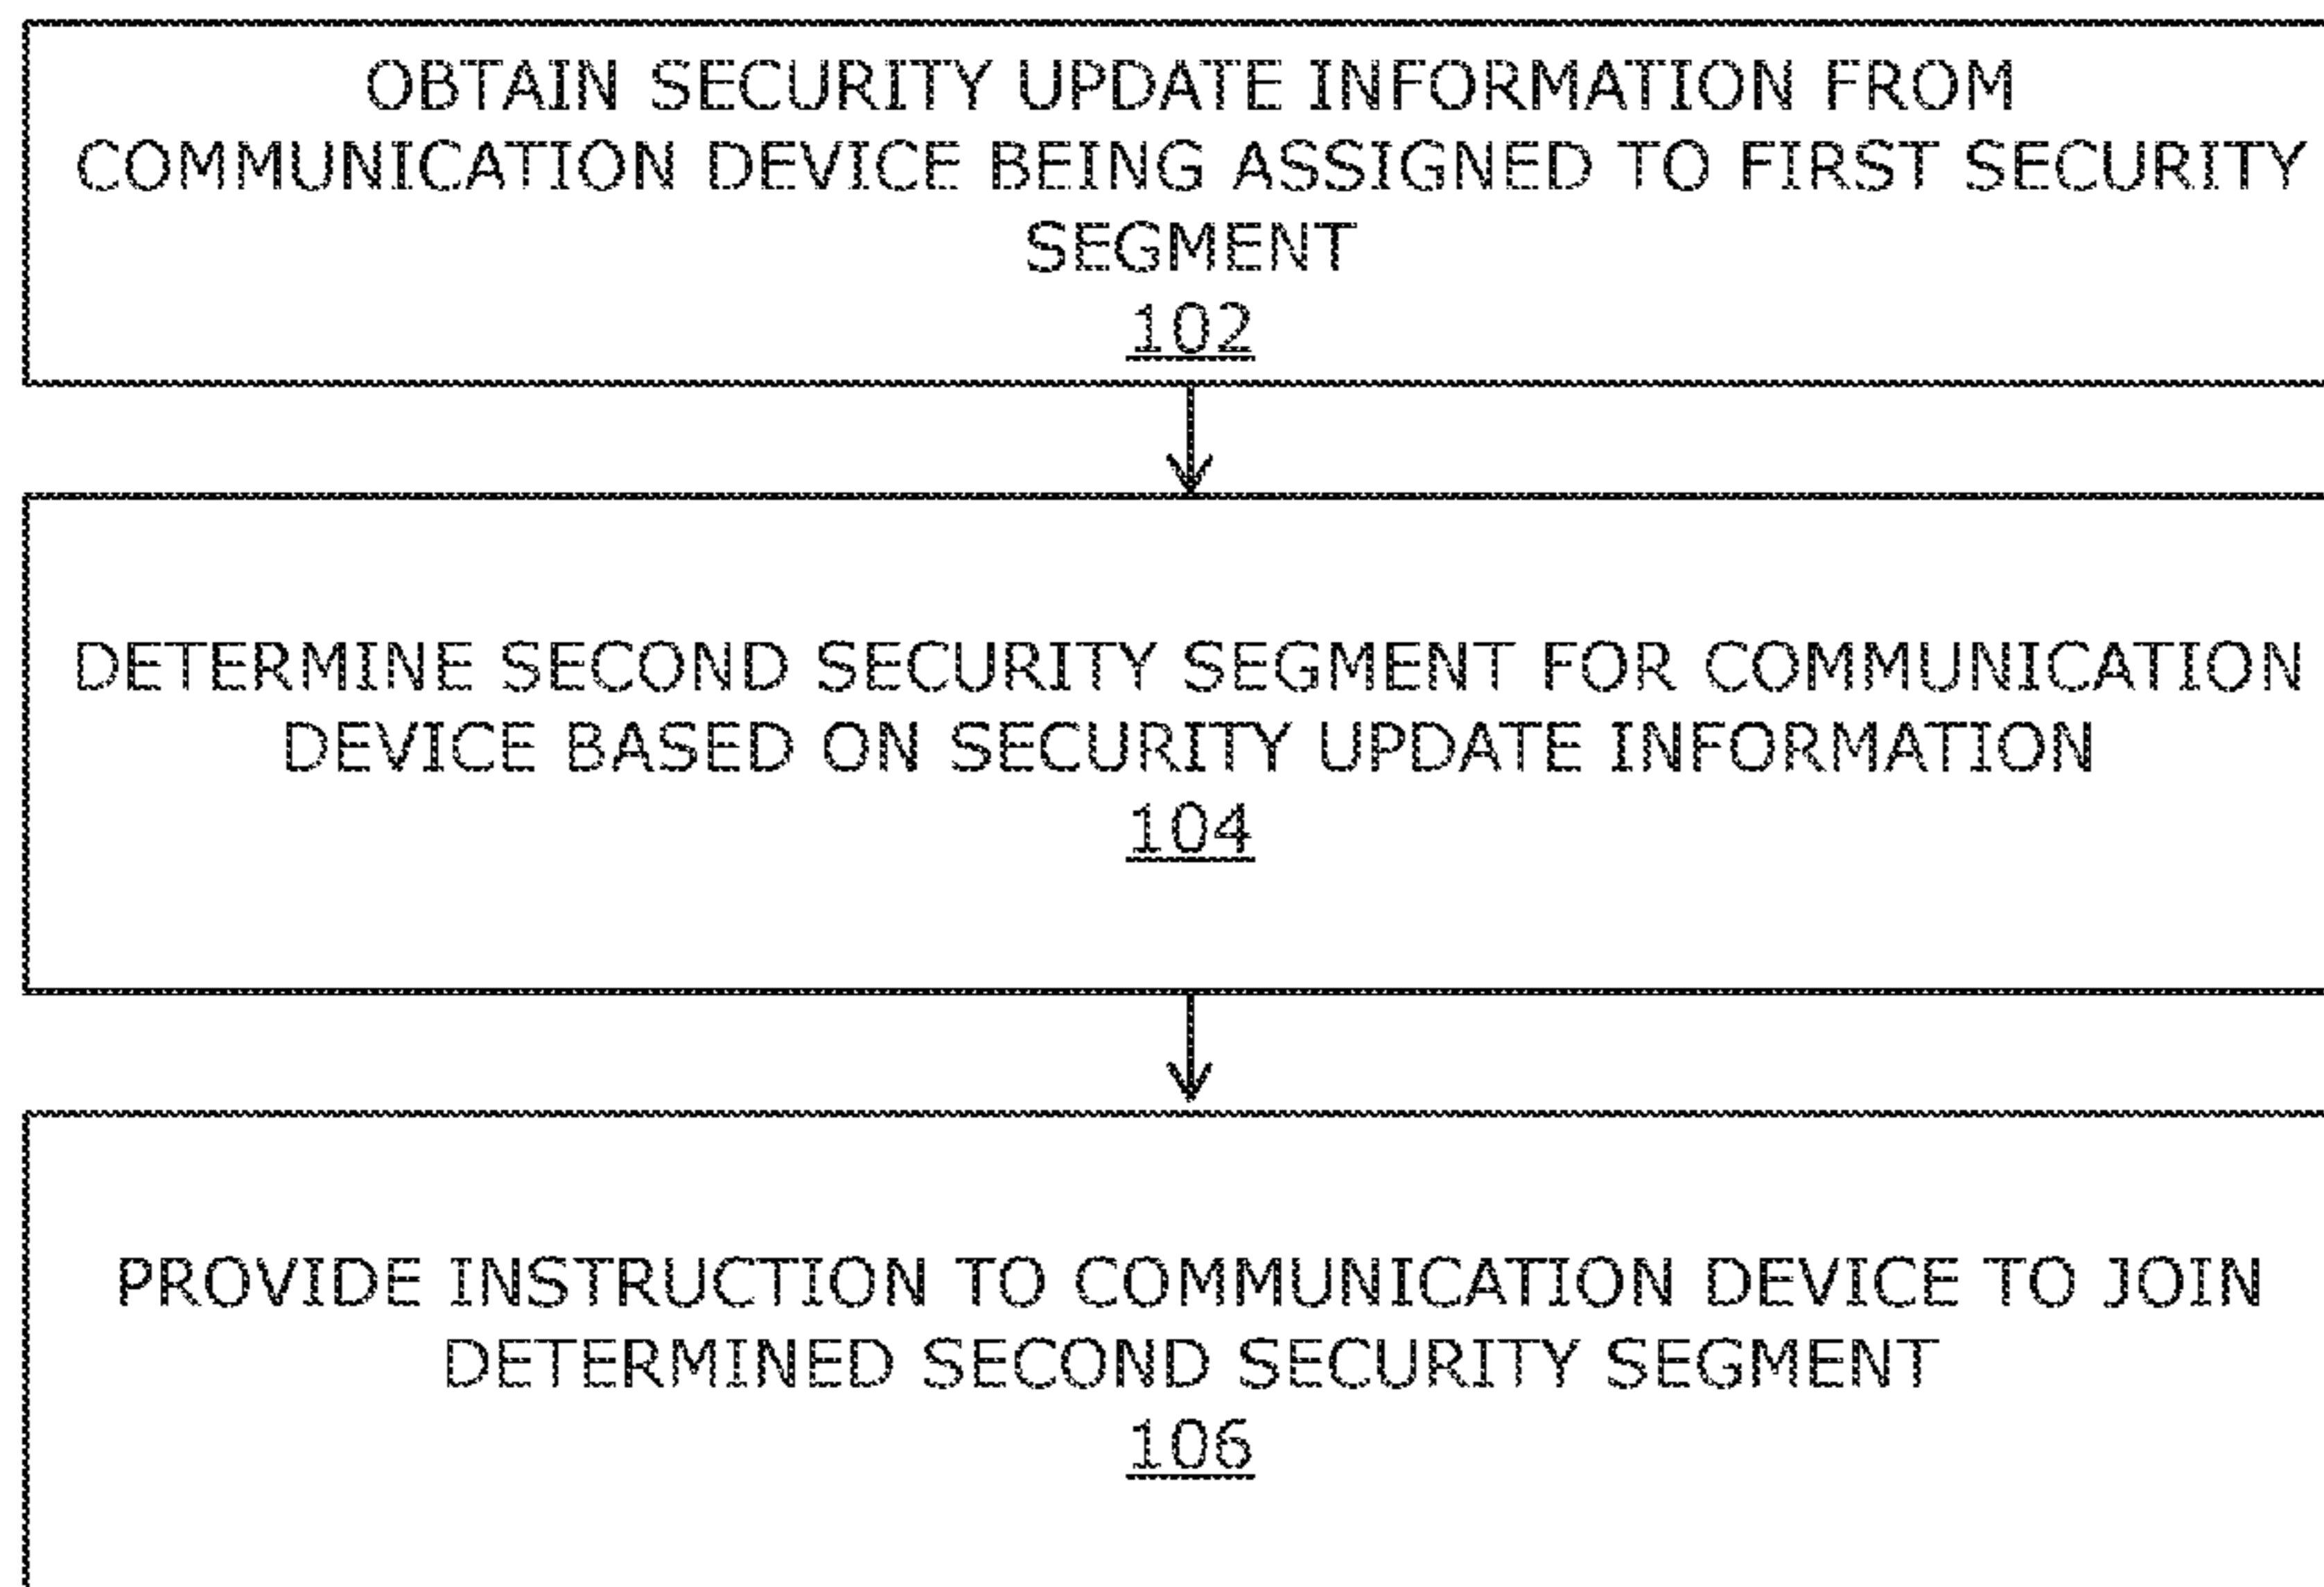 OBTAIN SECURITY UPDATE INFORMATION FROM
COMMUNICATION DEVICE BEING ASSIGNED TO FIRST SECURITY
SEGMENT
102
DETERMINE SECOND SECURITY SEGMENT FOR COMMUNICATION
DEVICE BASED ON SECURITY UPDATE INFORMATION
104
PROVIDE INSTRUCTION TO COMMUNICATION DEVICE TO JOIN
DETERMINED SECOND SECURITY SEGMENT
106